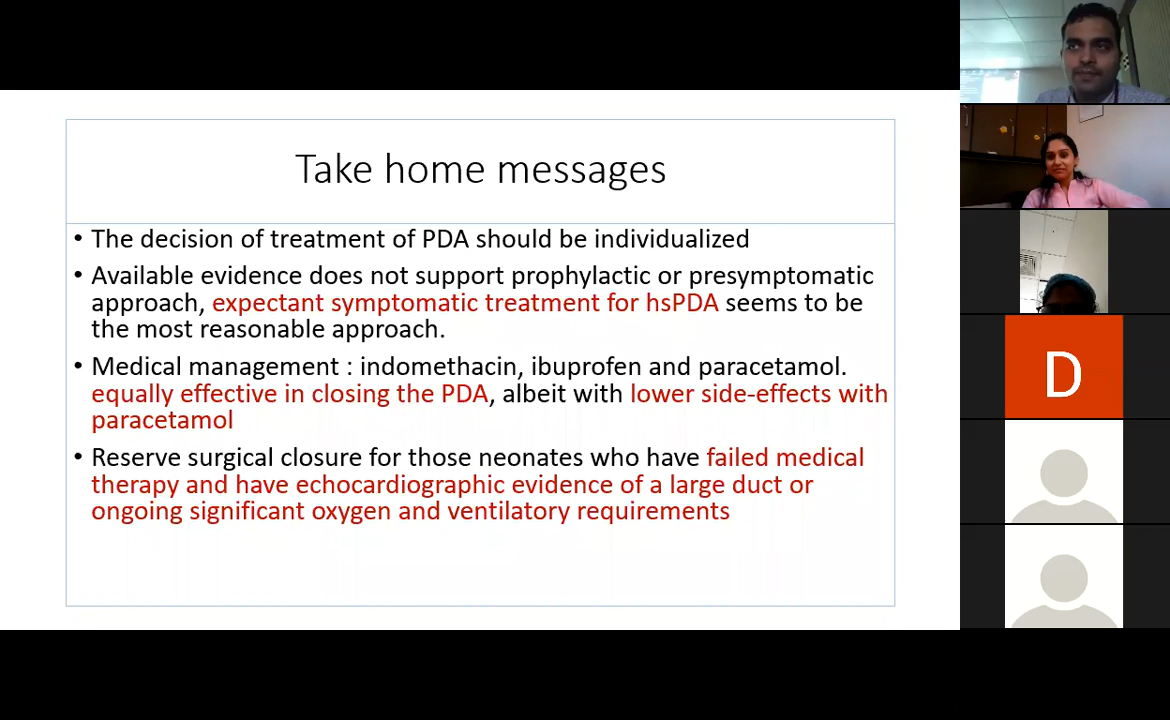 Take home messages
• The decision of treatment of PDA should be individualized
• Available evidence does not support prophylactic or presymptomatic
approach, expectant symptomatic treatment for hsPDA seems to be
the most reasonable approach.
• Medical management : indomethacin, ibuprofen and paracetamol.
equally effective in closing the PDA, albeit with lower side-effects with
paracetamol
• Reserve surgical closure for those neonates who have failed medical
therapy and have echocardiographic evidence of a large duct or
ongoing significant oxygen and ventilatory requirements
D